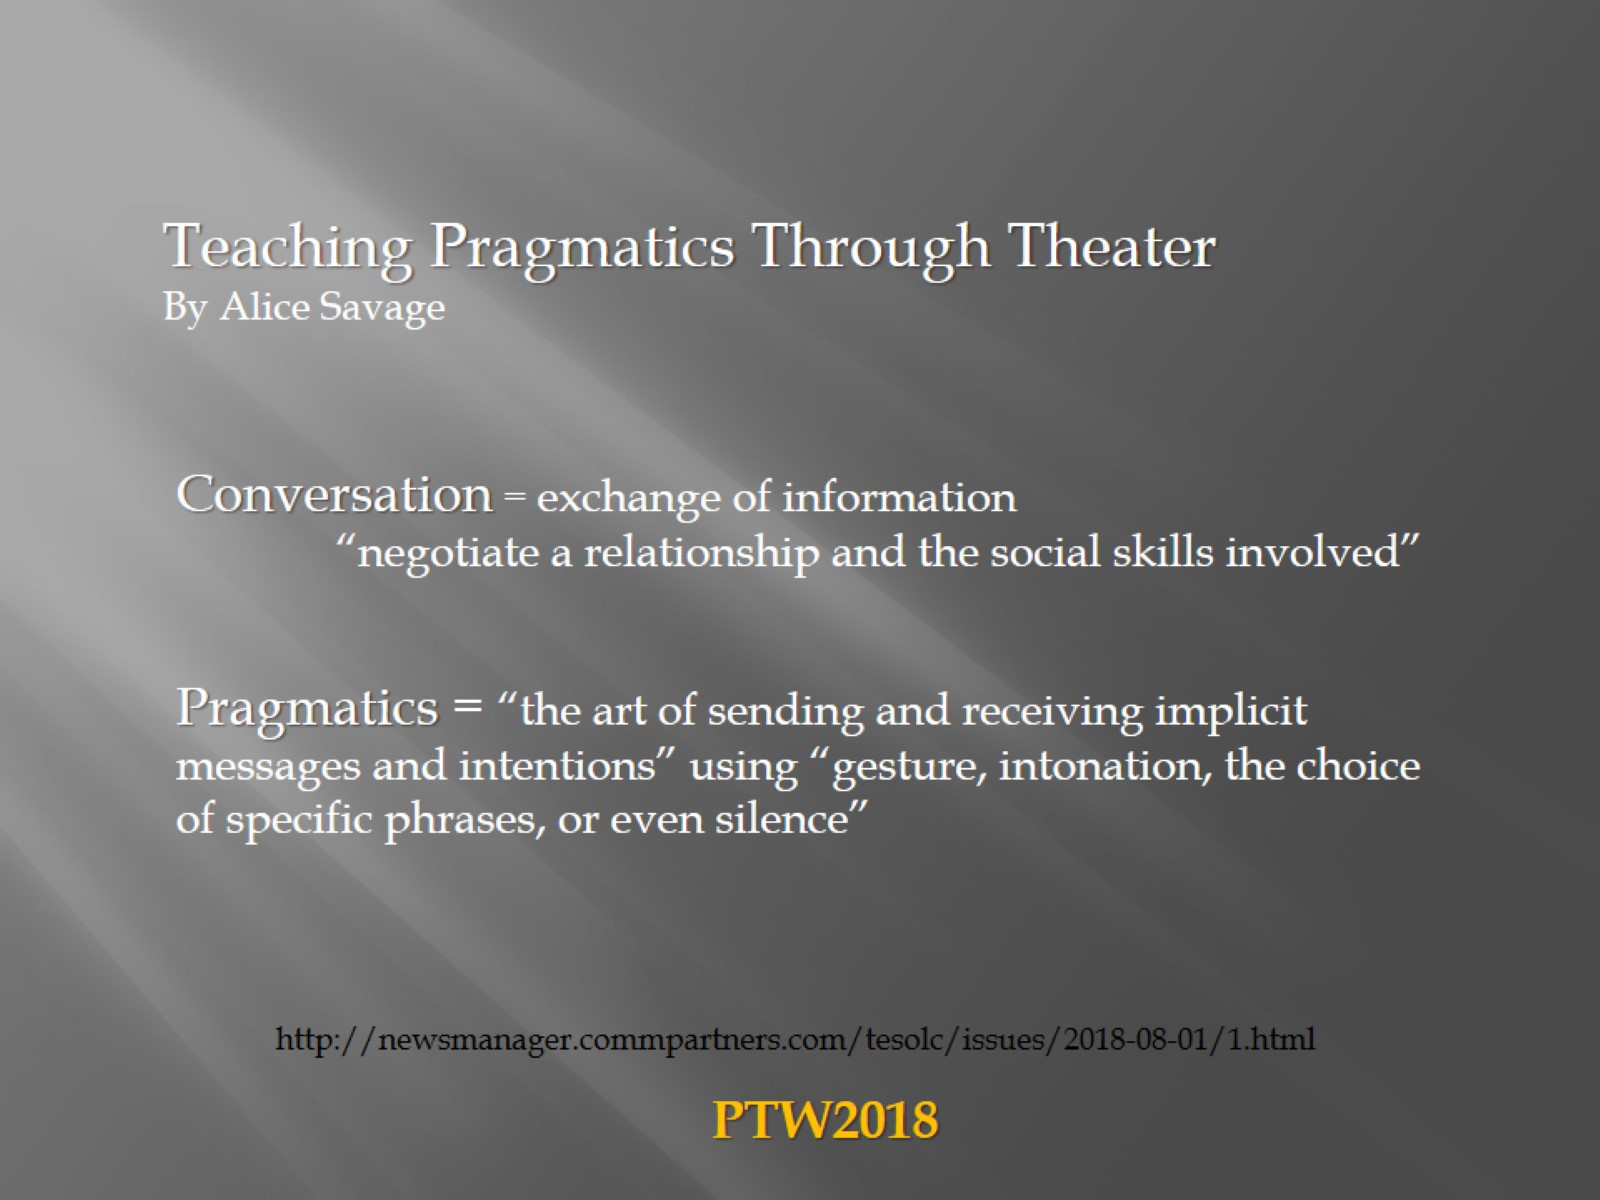 Teaching Pragmatics Through Theater
By Alice Savage
Conversation = exchange of information
“negotiate a relationship and the social skills involved”
Pragmatics = “the art of sending and receiving implicit
messages and intentions” using “gesture, intonation, the choice
of specific phrases, or even silence”
http://newsmanager.commpartners.com/tesolc/issues/2018-08-01/1.html
PTW2018